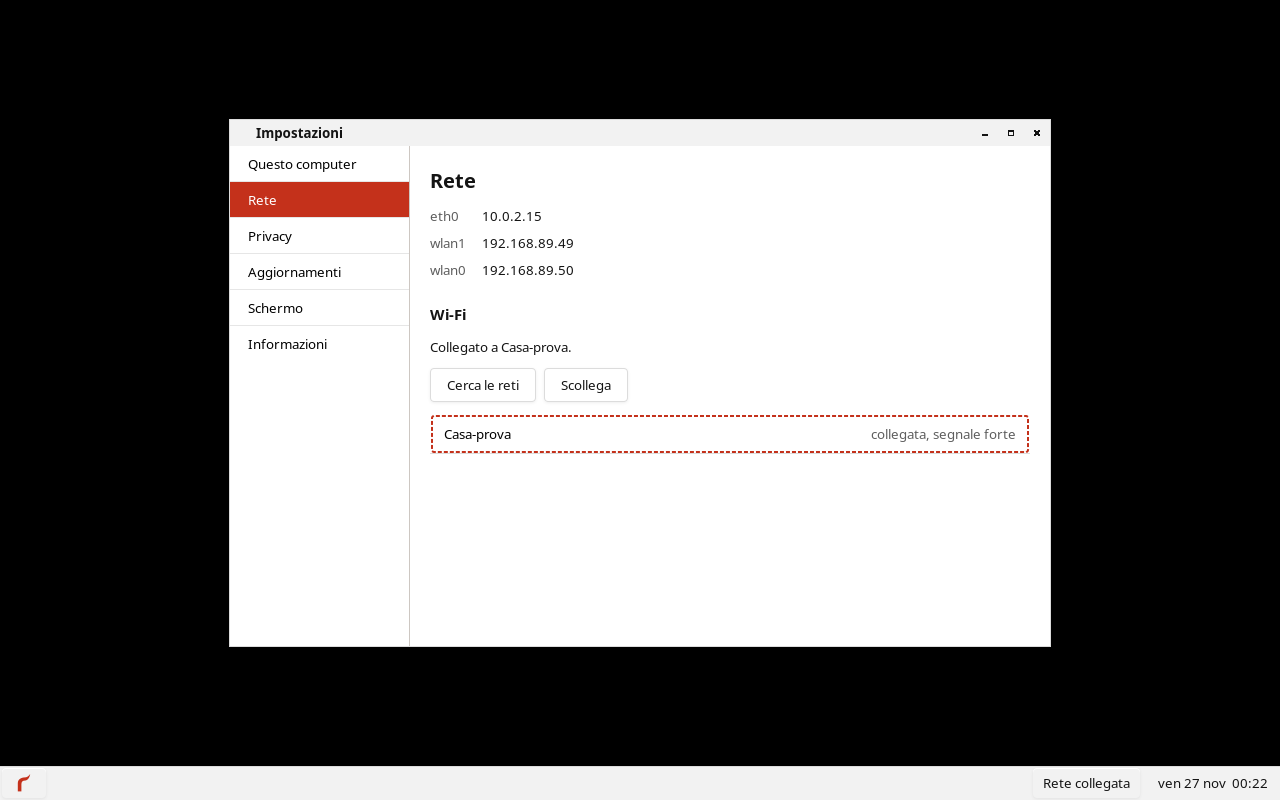 Impostazioni
Questo computer
Rete
Privacy
Aggiornamenti
Schermo
Informazioni
Rete
eth0 10.0.2.15
wlan1 192.168.89.49
wlan0 192.168.89.50
Wi-Fi
Collegato a Casa-prova.
Cerca le reti Scollega
Casa-prova collegata, segnale forte
Rete collegata ven 27 nov 00:22